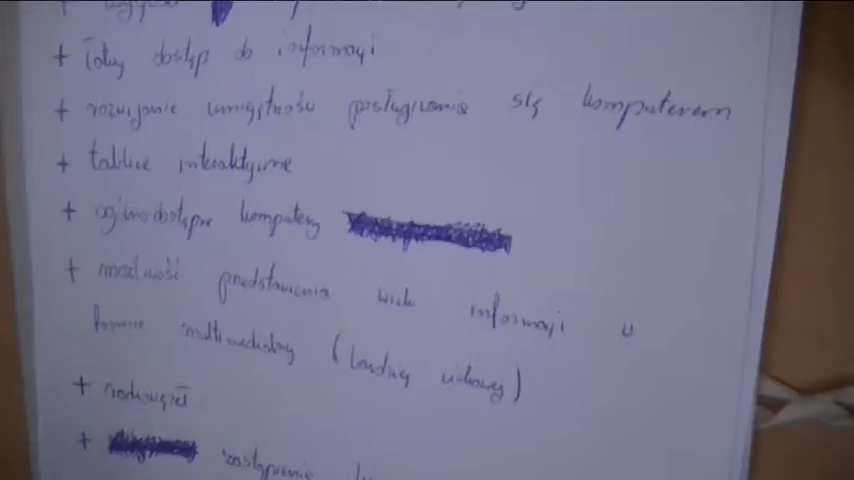 + łatwy dostęp do informacji
+ rozwijanie umiejętności posługiwania się komputerem
+ tablice interaktywne
+ ogólnodostępne komputery
+ możliwość przedstawienia wielu informacji w
formie multimedialnej (bardziej ciekawej)
+
+ zastąpienie